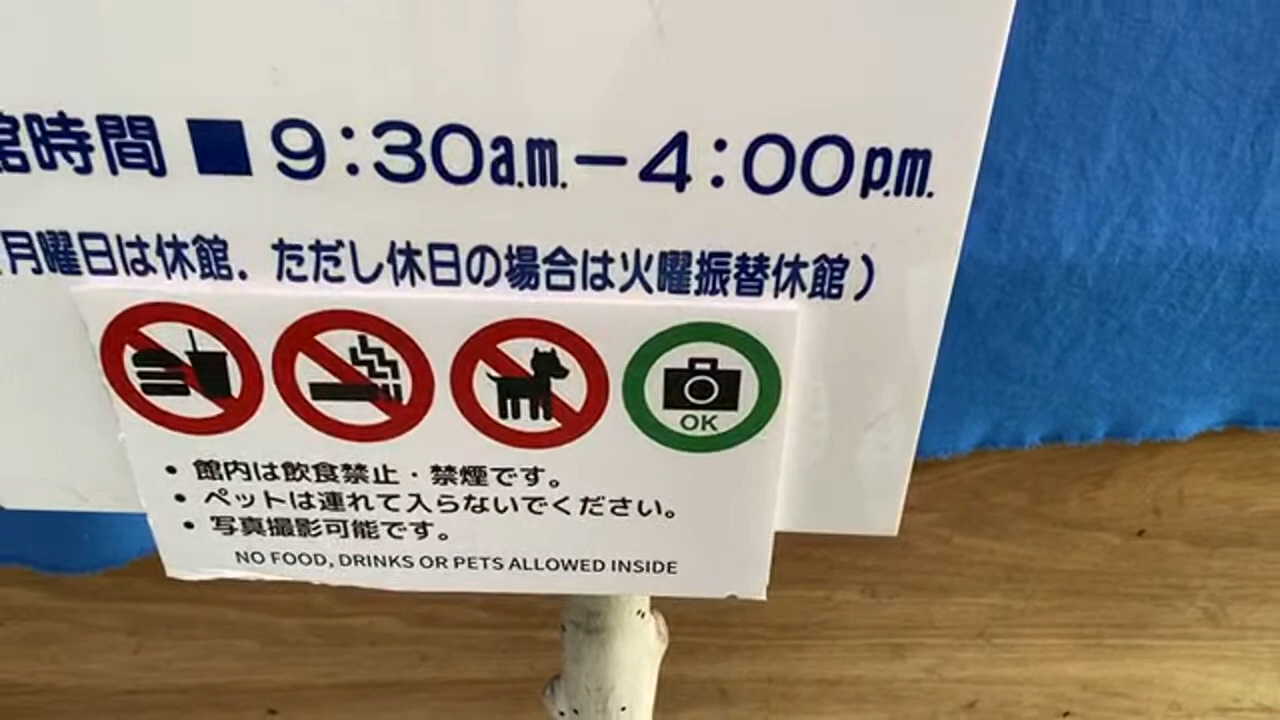 館時間 ■ 9:30a.m.−4:00p.m.
(月曜日は休館. ただし休日の場合は火曜振替休館)
OK
• 館内は飲食禁止・禁煙です。
• ペットは連れて入らないでください。
• 写真撮影可能です。
NO FOOD, DRINKS OR PETS ALLOWED INSIDE